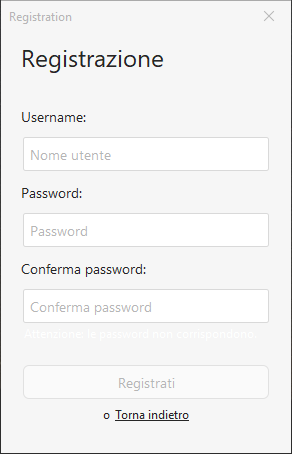 Registration
Registrazione
Username:
Nome utente
Password:
Password
Conferma password:
Conferma password
Attenzione: le password non corrispondono.
Registrati
o Torna indietro